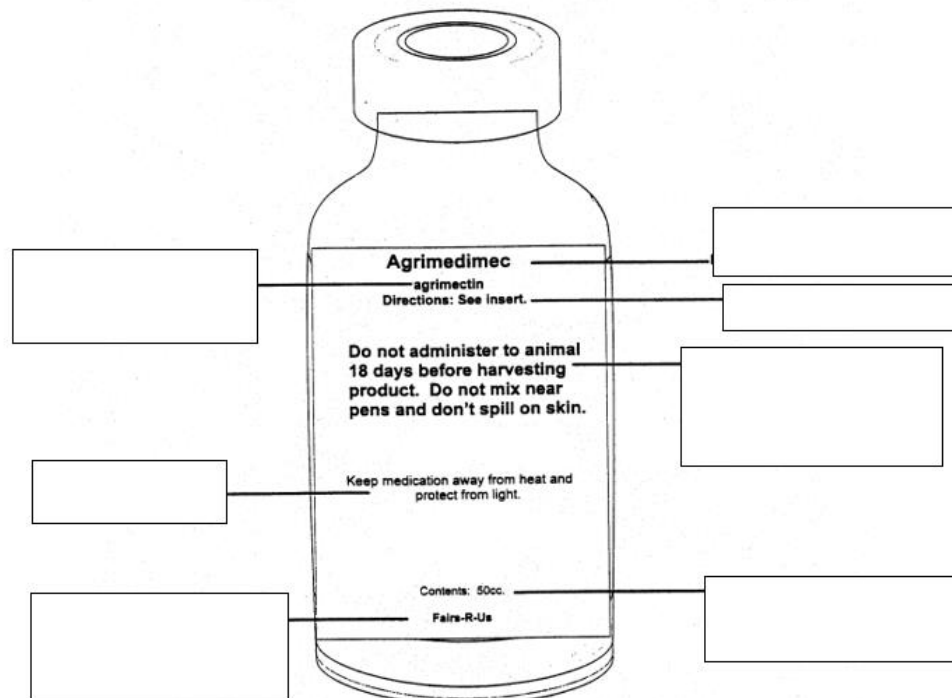 Agrimedimec
agrimectin
Directions: See insert.
Do not administer to animal
18 days before harvesting
product. Do not mix near
pens and don't spill on skin.
Keep medication away from heat and
protect from light.
Contents: 50cc.
Fairs-R-Us